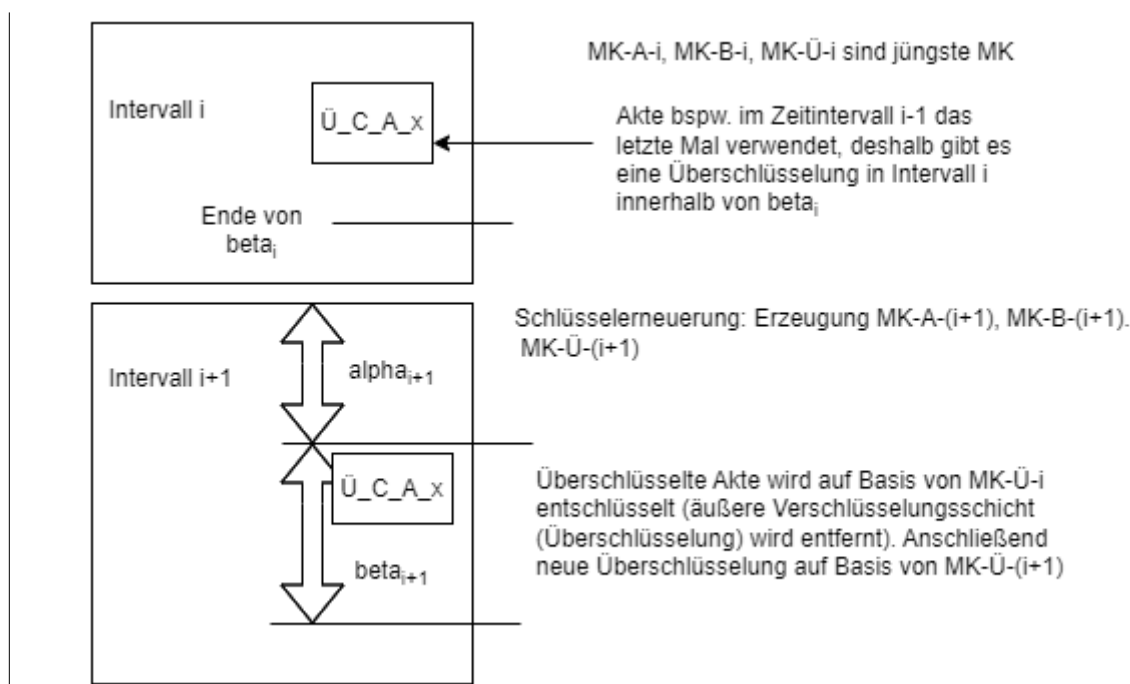 MK-A-i, MK-B-i, MK-Ü-i sind jüngste MK
Intervall i
Ü_C_A_x
Akte bspw. im Zeitintervall i-1 das
letzte Mal verwendet, deshalb gibt es
eine Überschlüsselung in Intervall i
innerhalb von betai
Ende von
betai
Schlüsselerneuerung: Erzeugung MK-A-(i+1), MK-B-(i+1).
MK-Ü-(i+1)
Intervall i+1
alphai+1
Ü_C_A_x
Überschlüsselte Akte wird auf Basis von MK-Ü-i
entschlüsselt (äußere Verschlüsselungsschicht
(Überschlüsselung) wird entfernt). Anschließend
neue Überschlüsselung auf Basis von MK-Ü-(i+1)
betai+1